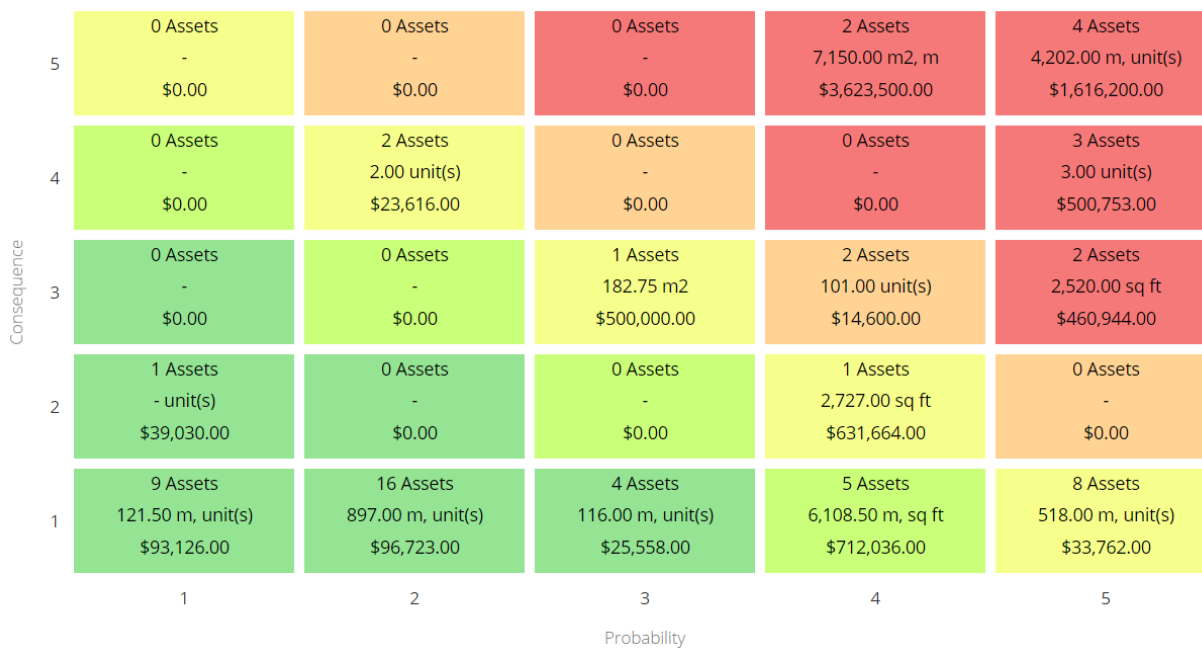 5
0 Assets
-
$0.00
0 Assets
-
$0.00
0 Assets
-
$0.00
2 Assets
7,150.00 m2, m
$3,623,500.00
4 Assets
4,202.00 m, unit(s)
$1,616,200.00
4
0 Assets
-
$0.00
2 Assets
2.00 unit(s)
$23,616.00
0 Assets
-
$0.00
0 Assets
-
$0.00
3 Assets
3.00 unit(s)
$500,753.00
Consequence
3
0 Assets
-
$0.00
0 Assets
-
$0.00
1 Assets
182.75 m2
$500,000.00
2 Assets
101.00 unit(s)
$14,600.00
2 Assets
2,520.00 sq ft
$460,944.00
2
1 Assets
- unit(s)
$39,030.00
0 Assets
-
$0.00
0 Assets
-
$0.00
1 Assets
2,727.00 sq ft
$631,664.00
0 Assets
-
$0.00
1
9 Assets
121.50 m, unit(s)
$93,126.00
16 Assets
897.00 m, unit(s)
$96,723.00
4 Assets
116.00 m, unit(s)
$25,558.00
5 Assets
6,108.50 m, sq ft
$712,036.00
8 Assets
518.00 m, unit(s)
$33,762.00
1 2 3 4 5
Probability